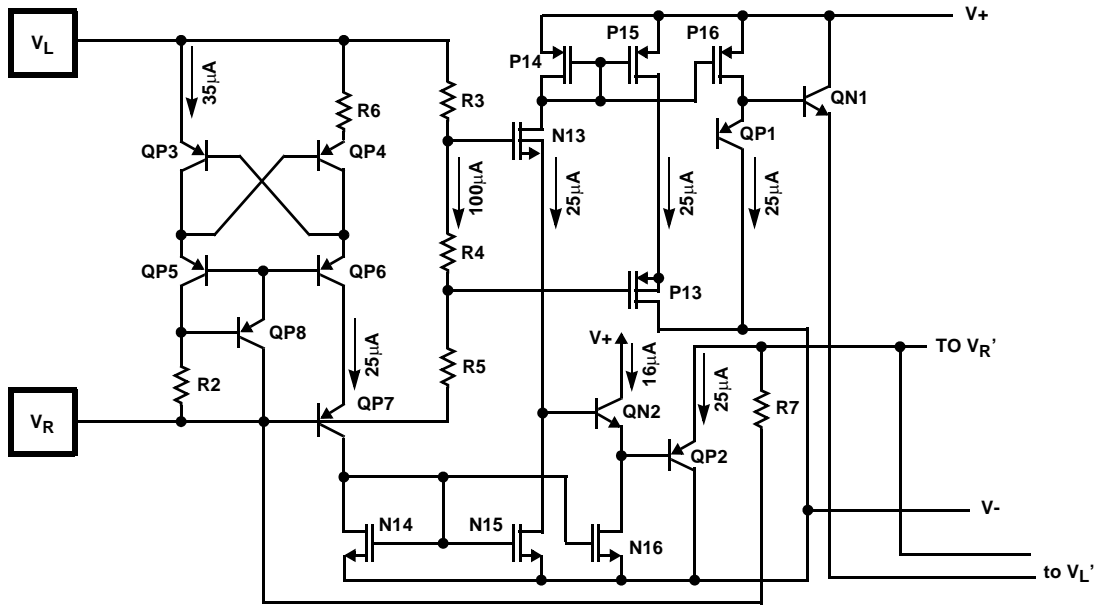 V+
VL
P14
P15
P16
35µA
R6
R3
N13
QN1
QP3
QP4
QP1
100µA
25µA
25µA
25µA
R4
QP5
QP6
P13
QP8
V+
16µA
TO VR'
R2
25µA
R5
25µA
R7
VR
QP7
QN2
QP2
N14
N15
N16
V-
to VL'